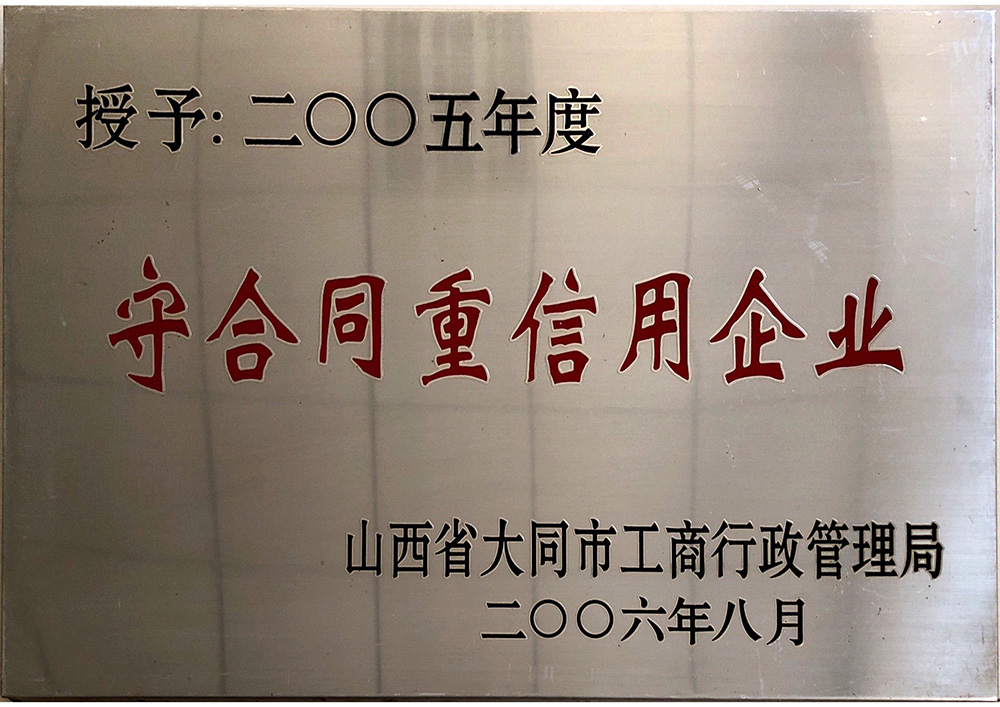 授予:二〇〇五年度
守合同重信用企业
山西省大同市工商行政管理局
二〇〇六年八月